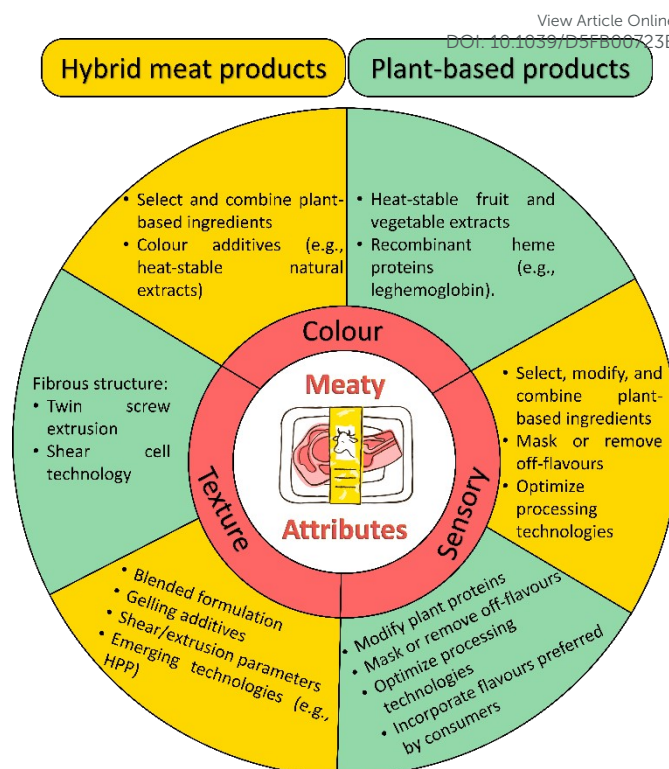 View Article Online
DOI: 10.1039/D5FB00723B
Hybrid meat products
Plant-based products
• Select and combine plant-
based ingredients
• Colour additives (e.g.,
heat-stable natural
extracts)
• Heat-stable fruit and
vegetable extracts
• Recombinant heme
proteins (e.g.,
leghemoglobin).
Colour
Fibrous structure:
• Twin screw
extrusion
• Shear cell
technology
Meaty
Attributes
Texture
Sensory
• Select, modify, and
combine plant-
based ingredients
• Mask or remove
off-flavours
• Optimize
processing
technologies
• Blended formulation
• Gelling additives
• Shear/extrusion parameters
• Emerging technologies (e.g.,
HPP)
• Modify plant proteins
• Mask or remove off-flavours
• Optimize processing
technologies
• Incorporate flavours preferred
by consumers